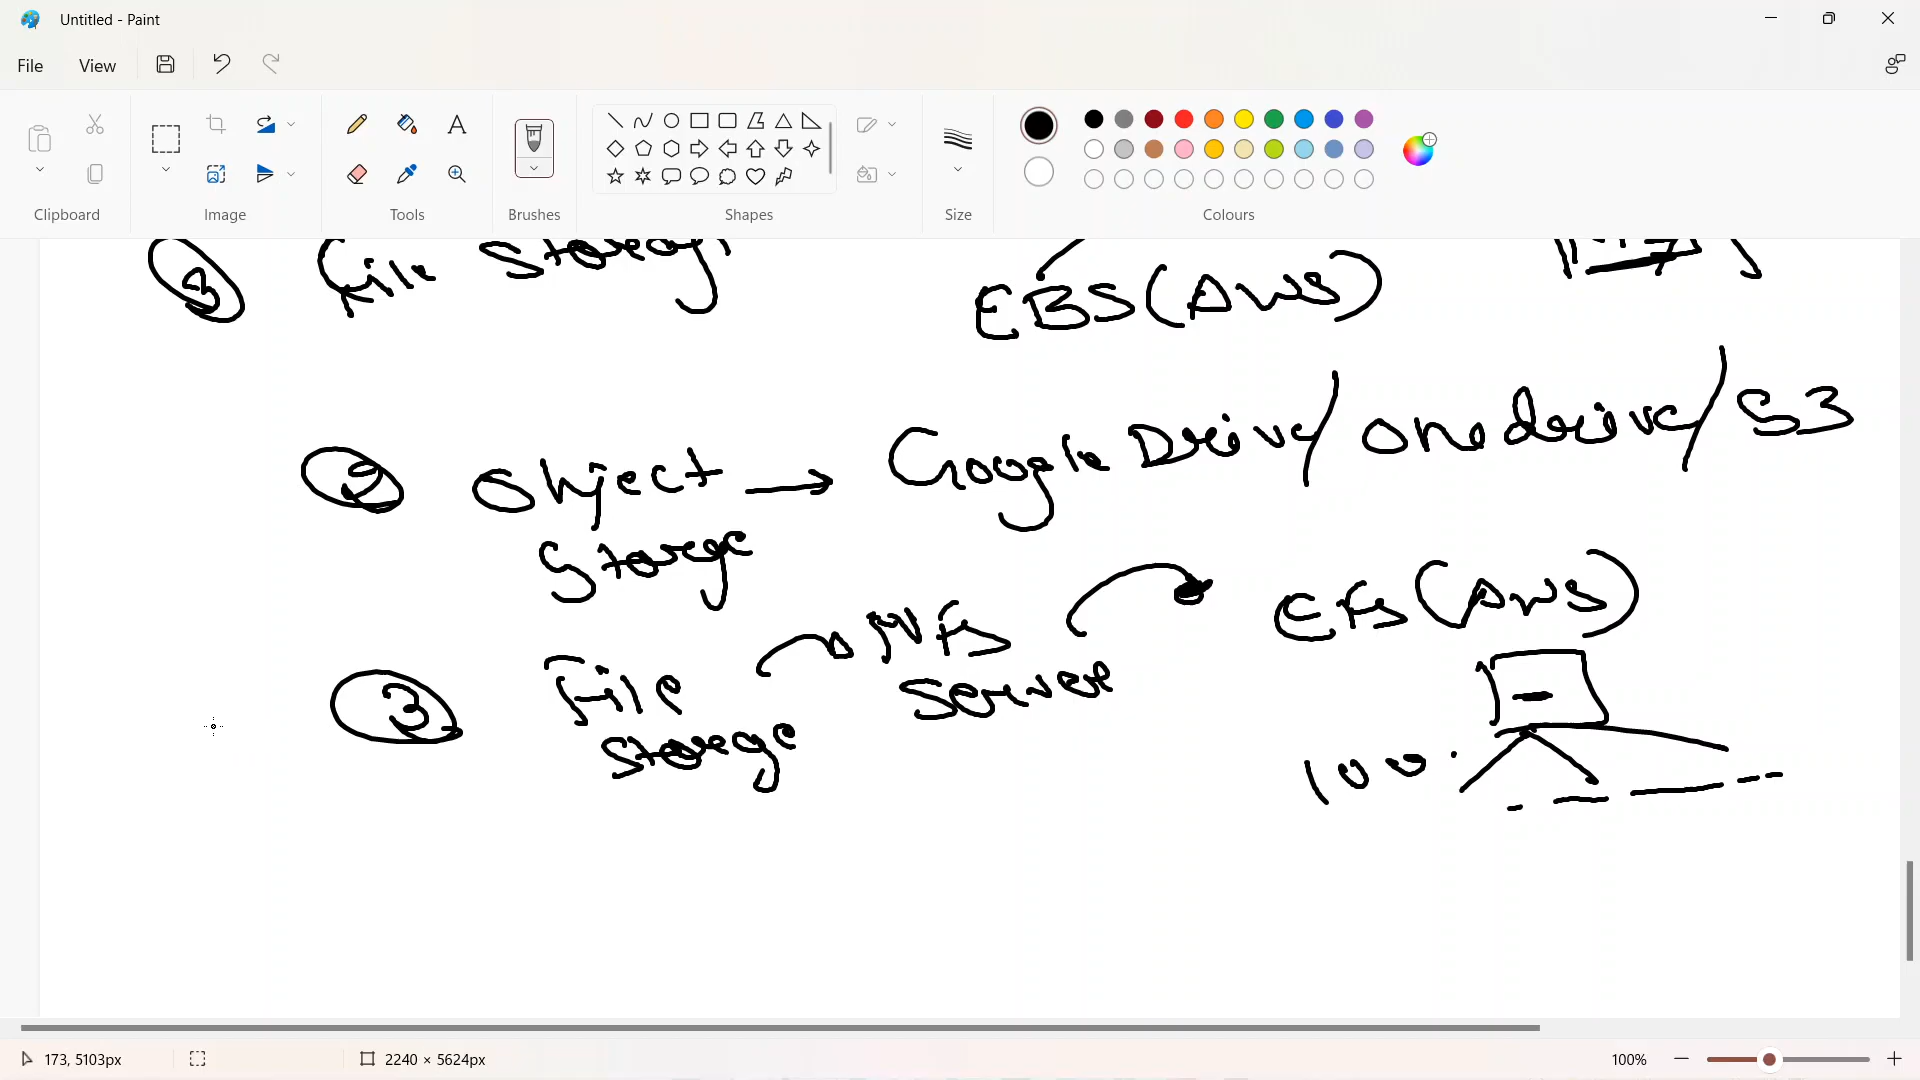 Untitled - Paint
File
View
Clipboard
Image
Tools
Brushes
Shapes
Size
Colours
3 File Storage
EBS (AWS)
2 Object Storge → Google Drive / One drive / S3
3 File Storage
NFS Server
EFS (AWS)
100
173, 5103px
2240 × 5624px
100%